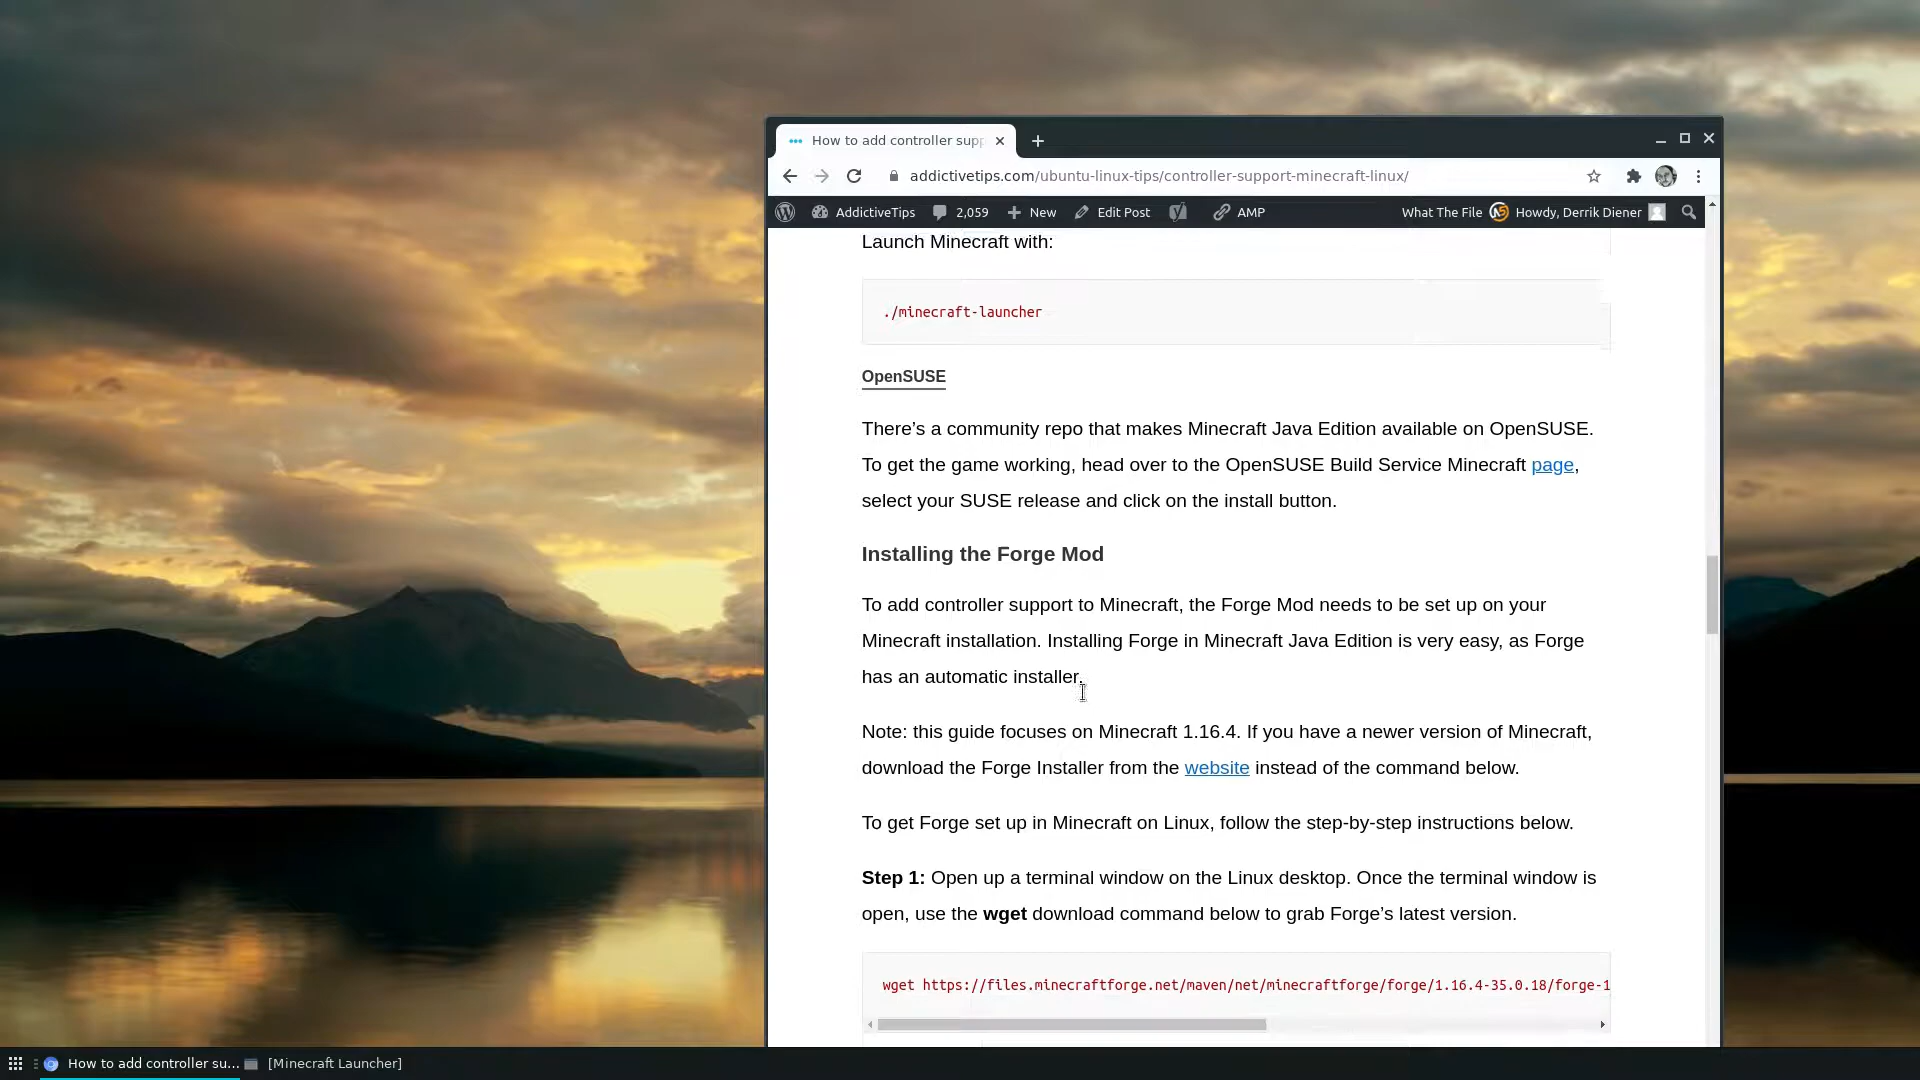 How to add controller supp
addictivetips.com/ubuntu-linux-tips/controller-support-minecraft-linux/
AddictiveTips 2,059 New Edit Post AMP What The File Howdy, Derrik Diener
Launch Minecraft with:
./minecraft-launcher
OpenSUSE
There’s a community repo that makes Minecraft Java Edition available on OpenSUSE.
To get the game working, head over to the OpenSUSE Build Service Minecraft page,
select your SUSE release and click on the install button.
Installing the Forge Mod
To add controller support to Minecraft, the Forge Mod needs to be set up on your
Minecraft installation. Installing Forge in Minecraft Java Edition is very easy, as Forge
has an automatic installer.
Note: this guide focuses on Minecraft 1.16.4. If you have a newer version of Minecraft,
download the Forge Installer from the website instead of the command below.
To get Forge set up in Minecraft on Linux, follow the step-by-step instructions below.
Step 1: Open up a terminal window on the Linux desktop. Once the terminal window is
open, use the wget download command below to grab Forge’s latest version.
wget https://files.minecraftforge.net/maven/net/minecraftforge/forge/1.16.4-35.0.18/forge-1
How to add controller su... [Minecraft Launcher]